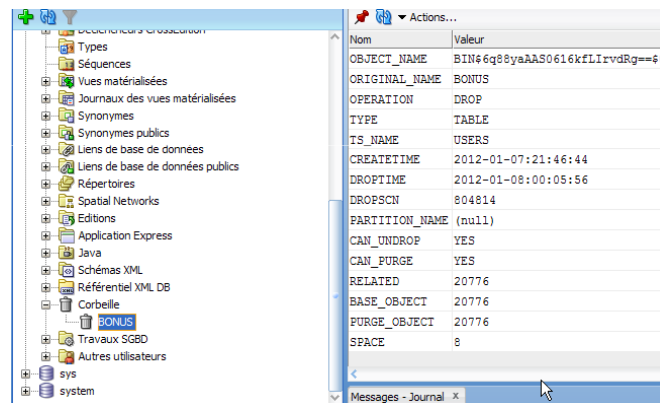 Déclencheurs CrossEdition
Types
Séquences
Vues matérialisées
Journaux des vues matérialisées
Synonymes
Synonymes publics
Liens de base de données
Liens de base de données publics
Répertoires
Spatial Networks
Editions
Application Express
Java
Schémas XML
Référentiel XML DB
Corbeille
BONUS
Travaux SGBD
Autres utilisateurs
sys
system
Actions...
Nom Valeur
OBJECT_NAME BIN$6q88yaAAS0616kfLIrvdRg==$
ORIGINAL_NAME BONUS
OPERATION DROP
TYPE TABLE
TS_NAME USERS
CREATETIME 2012-01-07:21:46:44
DROPTIME 2012-01-08:00:05:56
DROPSCN 804814
PARTITION_NAME (null)
CAN_UNDROP YES
CAN_PURGE YES
RELATED 20776
BASE_OBJECT 20776
PURGE_OBJECT 20776
SPACE 8
Messages - Journal x